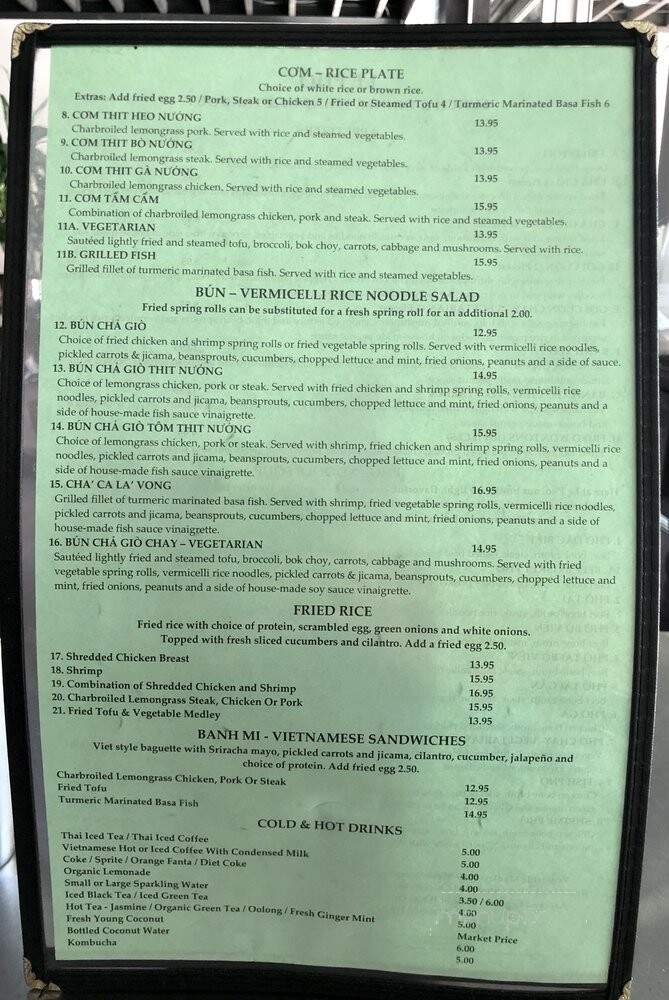 CƠM – RICE PLATE
Choice of white rice or brown rice.
Extras: Add fried egg 2.50 / Pork, Steak or Chicken 5 / Fried or Steamed Tofu 4 / Turmeric Marinated Basa Fish 6
8. CƠM THIT HEO NƯỚNG 13.95
Charbroiled lemongrass pork. Served with rice and steamed vegetables.
9. CƠM THIT BÒ NƯỚNG 13.95
Charbroiled lemongrass steak. Served with rice and steamed vegetables.
10. CƠM THIT GÀ NƯỚNG 13.95
Charbroiled lemongrass chicken. Served with rice and steamed vegetables.
11. CƠM TẤM CẨM 15.95
Combination of charbroiled lemongrass chicken, pork and steak. Served with rice and steamed vegetables.
11A. VEGETARIAN 13.95
Sautéed lightly fried and steamed tofu, broccoli, bok choy, carrots, cabbage and mushrooms. Served with rice.
11B. GRILLED FISH 15.95
Grilled fillet of turmeric marinated basa fish. Served with rice and steamed vegetables.
BÚN – VERMICELLI RICE NOODLE SALAD
Fried spring rolls can be substituted for a fresh spring roll for an additional 2.00.
12. BÚN CHẢ GIÒ 12.95
Choice of fried chicken and shrimp spring rolls or fried vegetable spring rolls. Served with vermicelli rice noodles,
pickled carrots & jicama, beansprouts, cucumbers, chopped lettuce and mint, fried onions, peanuts and a side of sauce.
13. BÚN CHẢ GIÒ THIT NƯỚNG 14.95
Choice of lemongrass chicken, pork or steak. Served with fried chicken and shrimp spring rolls, vermicelli rice
noodles, pickled carrots and jicama, beansprouts, cucumbers, chopped lettuce and mint, fried onions, peanuts and a
side of house-made fish sauce vinaigrette.
14. BÚN CHẢ GIÒ TÔM THIT NƯỚNG 15.95
Choice of lemongrass chicken, pork or steak. Served with shrimp, fried chicken and shrimp spring rolls, vermicelli rice
noodles, pickled carrots and jicama, beansprouts, cucumbers, chopped lettuce and mint, fried onions, peanuts and a
side of house-made fish sauce vinaigrette.
15. CHA' CA LA' VONG 16.95
Grilled fillet of turmeric marinated basa fish. Served with shrimp, fried vegetable spring rolls, vermicelli rice noodles,
pickled carrots and jicama, beansprouts, cucumbers, chopped lettuce and mint, fried onions, peanuts and a side of
house-made fish sauce vinaigrette.
16. BÚN CHẢ GIÒ CHAY – VEGETARIAN 14.95
Sautéed lightly fried and steamed tofu, broccoli, bok choy, carrots, cabbage and mushrooms. Served with fried
vegetable spring rolls, vermicelli rice noodles, pickled carrots & jicama, beansprouts, cucumbers, chopped lettuce and
mint, fried onions, peanuts and a side of house-made soy sauce vinaigrette.
FRIED RICE
Fried rice with choice of protein, scrambled egg, green onions and white onions.
Topped with fresh sliced cucumbers and cilantro. Add a fried egg 2.50.
17. Shredded Chicken Breast 13.95
18. Shrimp 15.95
19. Combination of Shredded Chicken and Shrimp 16.95
20. Charbroiled Lemongrass Steak, Chicken Or Pork 15.95
21. Fried Tofu & Vegetable Medley 13.95
BANH MI - VIETNAMESE SANDWICHES
Viet style baguette with Sriracha mayo, pickled carrots and jicama, cilantro, cucumber, jalapeño and
choice of protein. Add fried egg 2.50.
Charbroiled Lemongrass Chicken, Pork Or Steak 12.95
Fried Tofu 12.95
Turmeric Marinated Basa Fish 14.95
COLD & HOT DRINKS
Thai Iced Tea / Thai Iced Coffee 5.00
Vietnamese Hot or Iced Coffee With Condensed Milk 5.00
Coke / Sprite / Orange Fanta / Diet Coke 4.00
Organic Lemonade 4.00
Small or Large Sparkling Water 3.50 / 6.00
Iced Black Tea / Iced Green Tea 4.00
Hot Tea - Jasmine / Organic Green Tea / Oolong / Fresh Ginger Mint 5.00
Fresh Young Coconut Market Price
Bottled Coconut Water 6.00
Kombucha 5.00